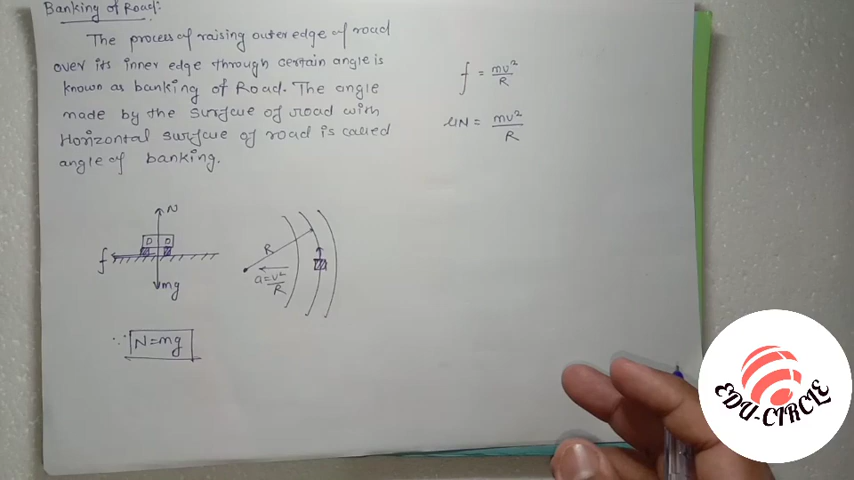 Banking of Road:
The process of raising outer edge of road
over its inner edge through certain angle is
known as banking of Road. The angle
made by the surface of road with
Horizontal surface of road is called
angle of banking.
f = mv²/R
μN = mv²/R
N
D D
f
mg
R
a=v²/R
∵ N=mg
EDU-CIRCLE